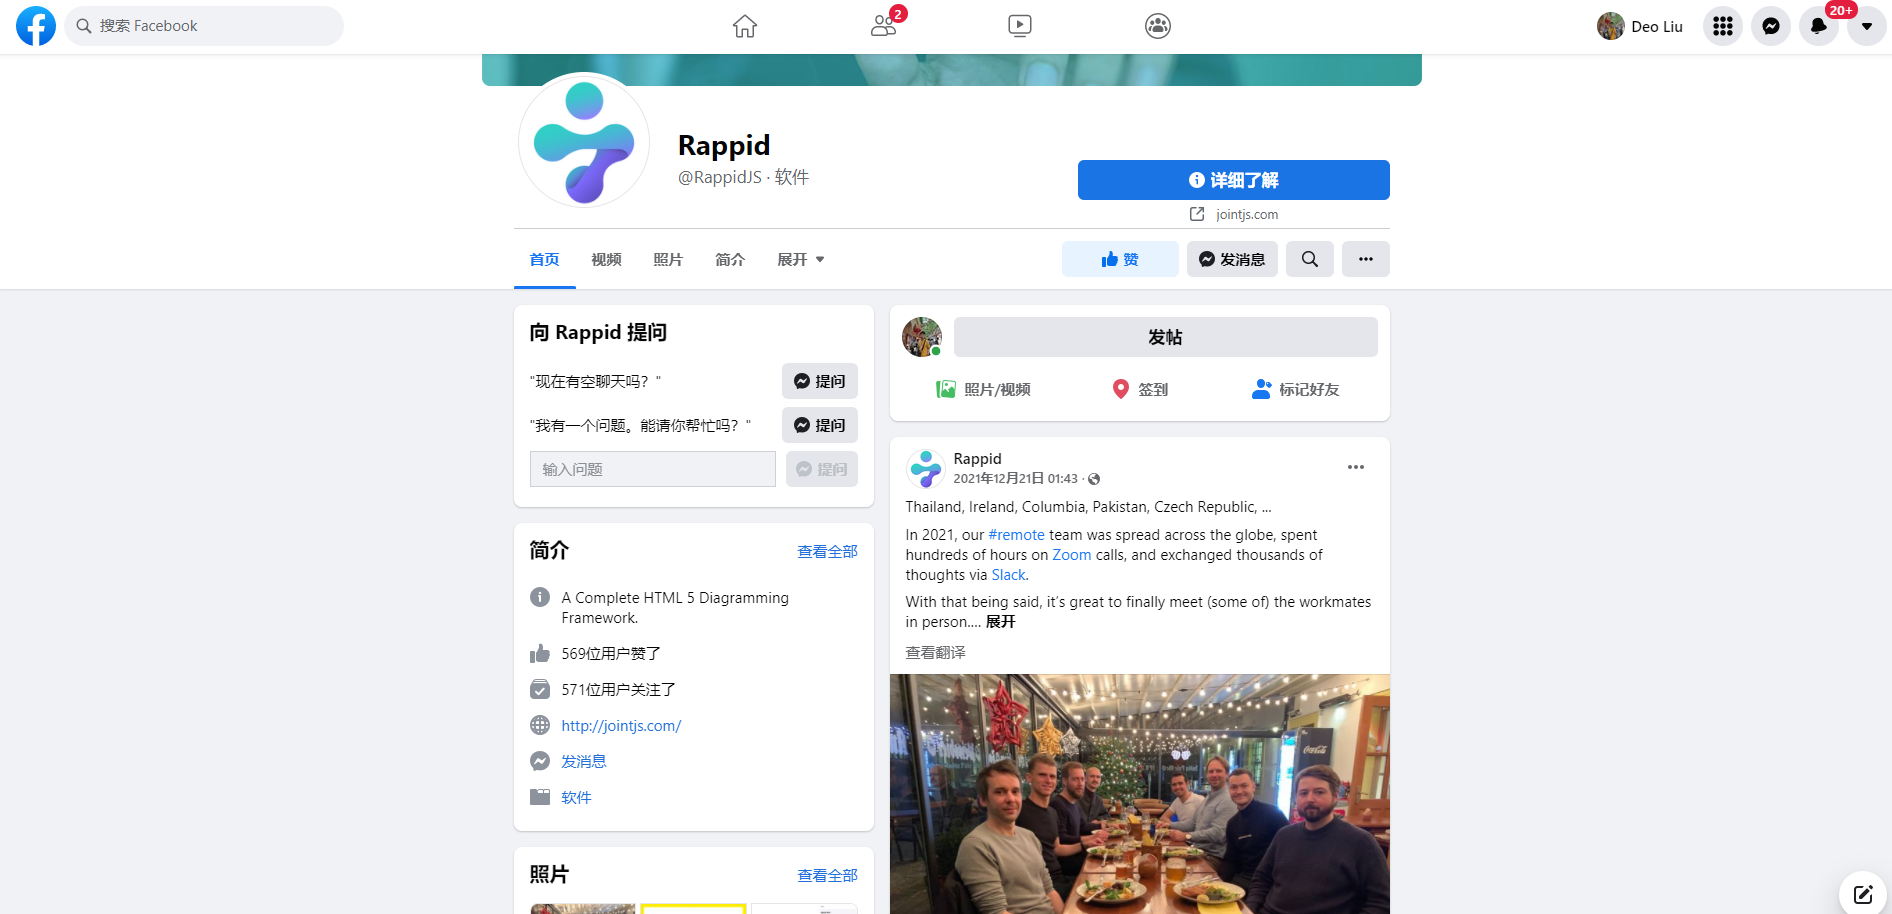 搜索 Facebook
2
Deo Liu
20+
Rappid
@RappidJS · 软件
详细了解
jointjs.com
首页
视频
照片
简介
展开
赞
发消息
向 Rappid 提问
"现在有空聊天吗？"
提问
"我有一个问题。能请你帮忙吗？"
提问
输入问题
提问
简介
查看全部
A Complete HTML 5 Diagramming
Framework.
569位用户赞了
571位用户关注了
http://jointjs.com/
发消息
软件
照片
查看全部
发帖
照片/视频
签到
标记好友
Rappid
2021年12月21日 01:43 ·
Thailand, Ireland, Columbia, Pakistan, Czech Republic, ...
In 2021, our #remote team was spread across the globe, spent
hundreds of hours on Zoom calls, and exchanged thousands of
thoughts via Slack.
With that being said, it’s great to finally meet (some of) the workmates
in person.... 展开
查看翻译
Coca-Cola